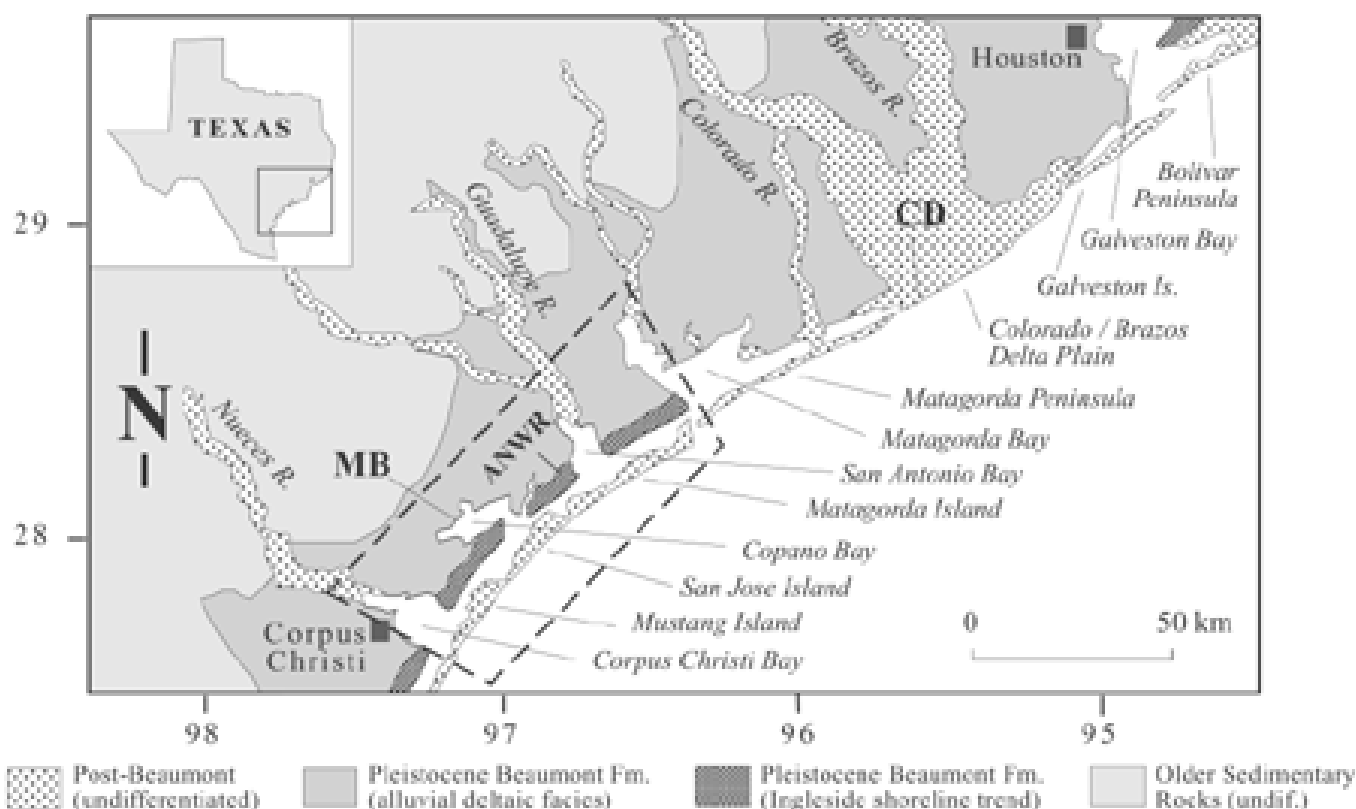 TEXAS
Houston
Brazos R.
Colorado R.
Guadalupe R.
Nueces R.
CD
MB
ANWR
N
29
28
Bolivar
Peninsula
Galveston Bay
Galveston Is.
Colorado / Brazos
Delta Plain
Matagorda Peninsula
Matagorda Bay
San Antonio Bay
Matagorda Island
Copano Bay
San Jose Island
Mustang Island
Corpus Christi Bay
Corpus
Christi
0 50 km
98 97 96 95
Post-Beaumont
(undifferentiated)
Pleistocene Beaumont Fm.
(alluvial deltaic facies)
Pleistocene Beaumont Fm.
(Ingleside shoreline trend)
Older Sedimentary
Rocks (undif.)